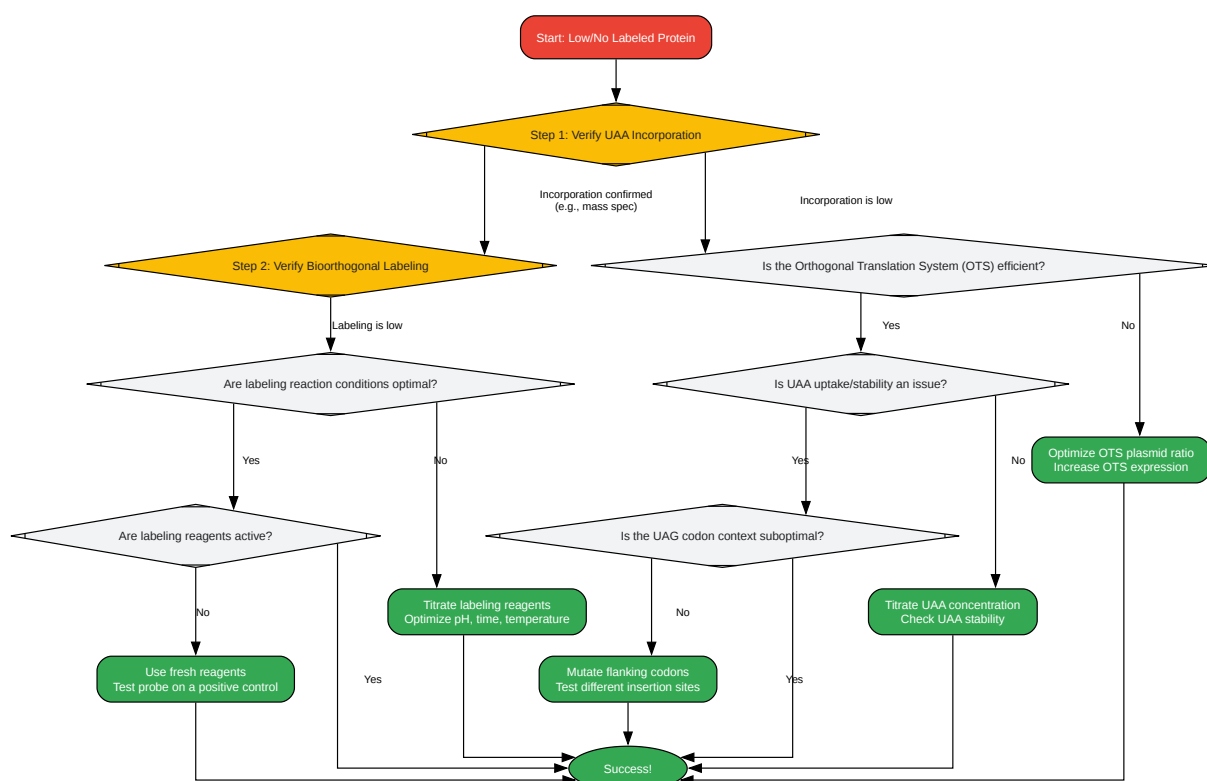 Start: Low/No Labeled Protein
Step 1: Verify UAA Incorporation
Incorporation confirmed
(e.g., mass spec)
Incorporation is low
Step 2: Verify Bioorthogonal Labeling
Is the Orthogonal Translation System (OTS) efficient?
Labeling is low
Yes
No
Are labeling reaction conditions optimal?
Is UAA uptake/stability an issue?
Optimize OTS plasmid ratio
Increase OTS expression
Yes
No
Yes
No
Are labeling reagents active?
Is the UAG codon context suboptimal?
Titrate labeling reagents
Optimize pH, time, temperature
Titrate UAA concentration
Check UAA stability
No
No
Use fresh reagents
Test probe on a positive control
Yes
Mutate flanking codons
Test different insertion sites
Yes
Success!